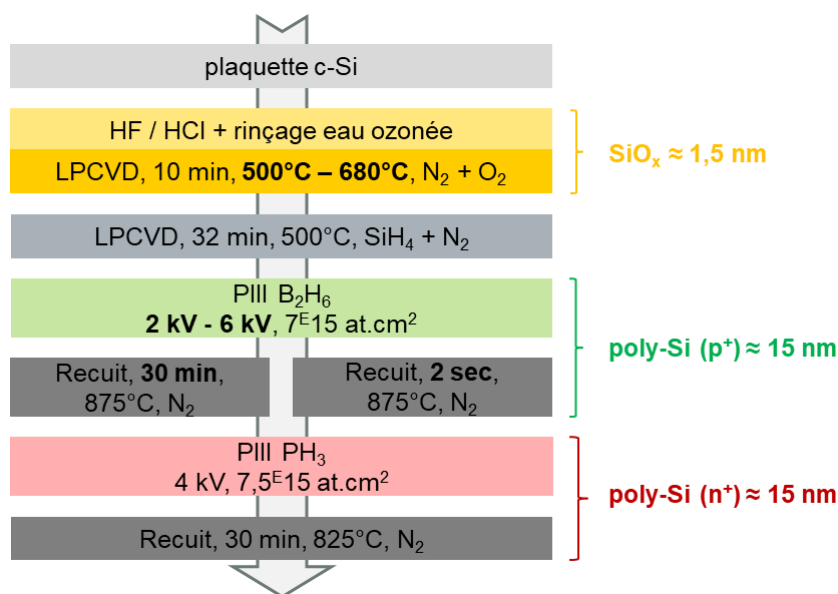 plaquette c-Si
HF / HCl + rinçage eau ozonée
LPCVD, 10 min, 500°C – 680°C, N₂ + O₂
SiOₓ ≈ 1,5 nm
LPCVD, 32 min, 500°C, SiH₄ + N₂
PIII B₂H₆
2 kV - 6 kV, 7ᴱ15 at.cm²
Recuit, 30 min,
875°C, N₂
Recuit, 2 sec,
875°C, N₂
poly-Si (p⁺) ≈ 15 nm
PIII PH₃
4 kV, 7,5ᴱ15 at.cm²
Recuit, 30 min, 825°C, N₂
poly-Si (n⁺) ≈ 15 nm